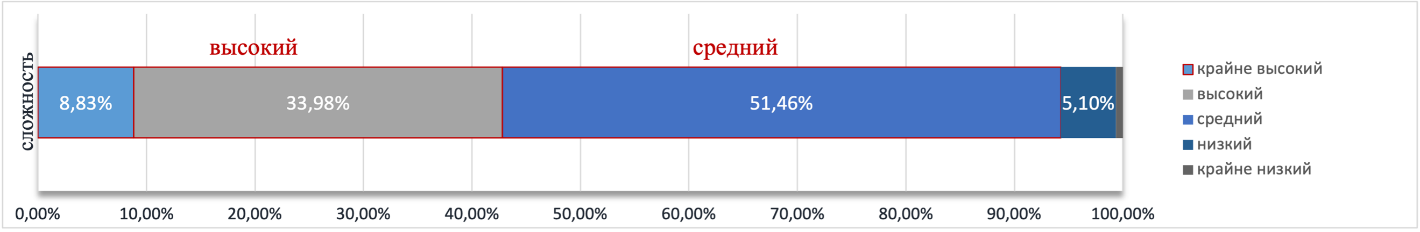 высокий средний
сложность
8,83% 33,98% 51,46% 5,10%
0,00% 10,00% 20,00% 30,00% 40,00% 50,00% 60,00% 70,00% 80,00% 90,00% 100,00%
крайне высокий
высокий
средний
низкий
крайне низкий